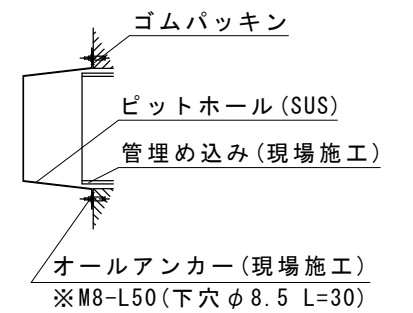 ゴムパッキン
ピットホール(SUS)
管埋め込み(現場施工)
オールアンカー(現場施工)
※M8-L50(下穴φ8.5 L=30)